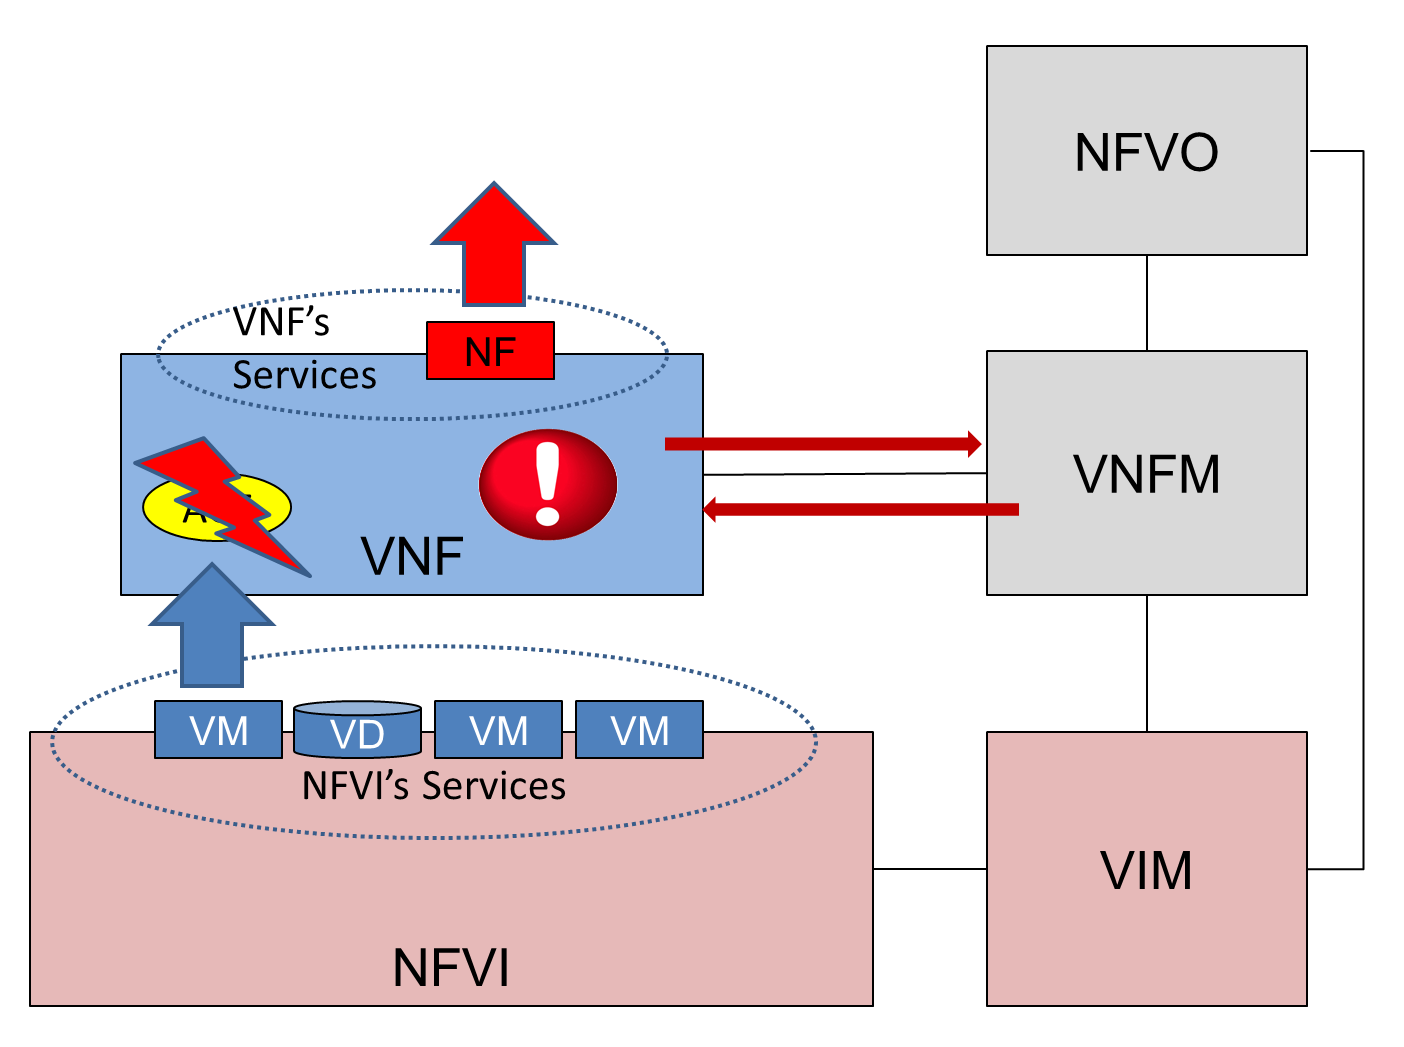 NFVO
VNF’s
Services
NF
VNFM
VNF
VM
VD
VM
VM
NFVI’s Services
VIM
NFVI